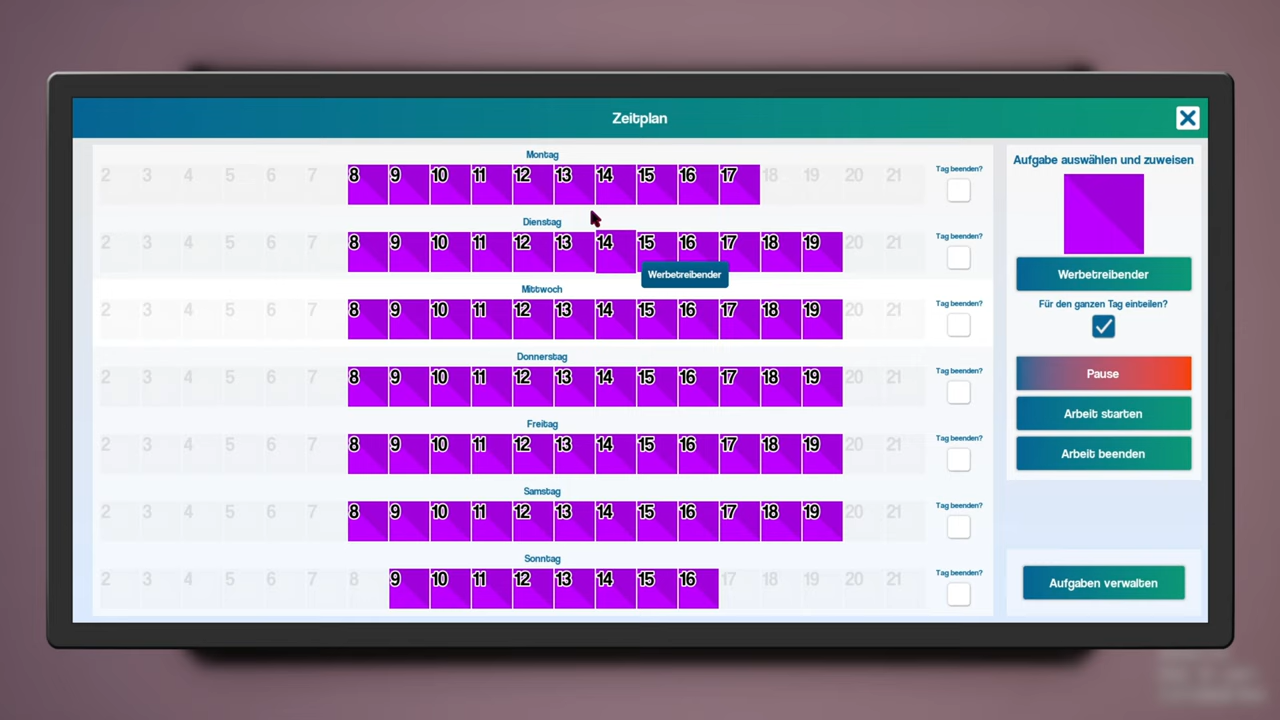 Zeitplan
Montag
2 3 4 5 6 7 8 9 10 11 12 13 14 15 16 17 18 19 20 21
Tag beenden?
Dienstag
2 3 4 5 6 7 8 9 10 11 12 13 14 15 16 17 18 19 20 21
Tag beenden?
Werbetreibender
Mittwoch
2 3 4 5 6 7 8 9 10 11 12 13 14 15 16 17 18 19 20 21
Tag beenden?
Donnerstag
2 3 4 5 6 7 8 9 10 11 12 13 14 15 16 17 18 19 20 21
Tag beenden?
Freitag
2 3 4 5 6 7 8 9 10 11 12 13 14 15 16 17 18 19 20 21
Tag beenden?
Samstag
2 3 4 5 6 7 8 9 10 11 12 13 14 15 16 17 18 19 20 21
Tag beenden?
Sonntag
2 3 4 5 6 7 8 9 10 11 12 13 14 15 16 17 18 19 20 21
Tag beenden?
Aufgabe auswählen und zuweisen
Werbetreibender
Für den ganzen Tag einteilen?
Pause
Arbeit starten
Arbeit beenden
Aufgaben verwalten